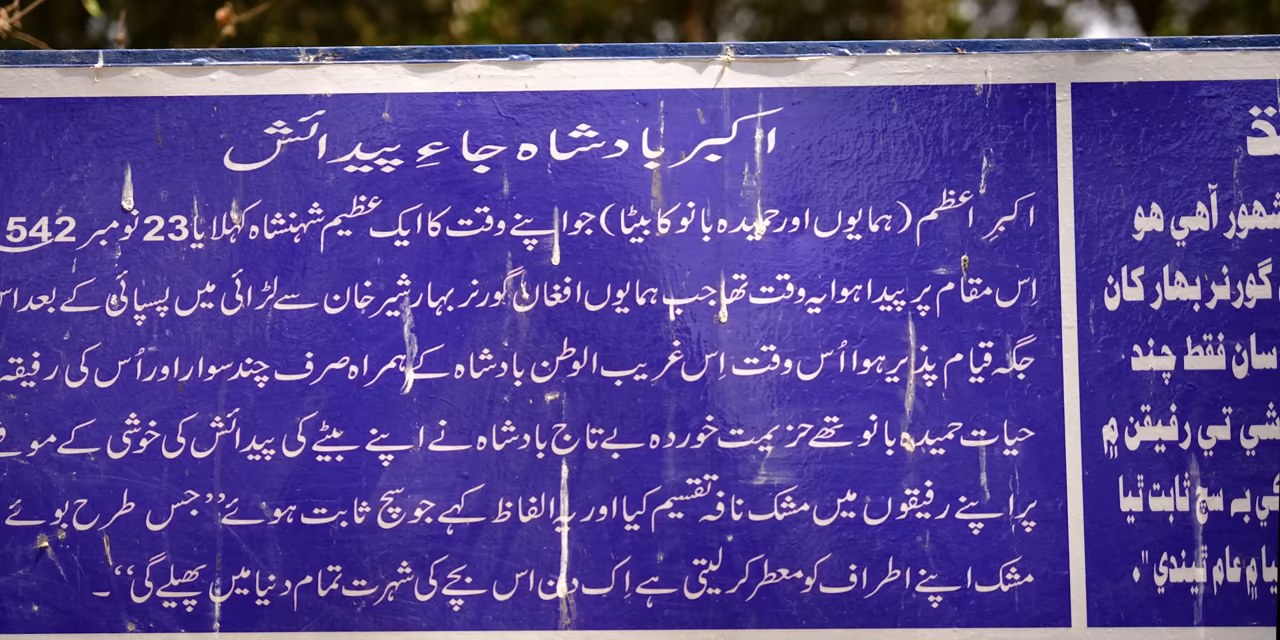 اکبر بادشاہ جاءِ پیدائش
اکبرِ اعظم (ہمایوں اور حمیدہ بانو کا بیٹا) جو اپنے وقت کا ایک عظیم شہنشاہ کہلایا 23 نومبر 542
اِس مقام پر پیدا ہوا یہ وقت تھا جب ہمایوں افغان گورنر بہار شیر خان سے لڑائی میں پسپائی کے بعد اس
جگہ قیام پذیر ہوا اُس وقت اِس غریب الوطن بادشاہ کے ہمراہ صرف چند سوار اور اُس کی رفیقہ
حیات حمیدہ بانو تھے حزیمت خوردہ بے تاج بادشاہ نے اپنے بیٹے کی پیدائش کی خوشی کے موقع
پر اپنے رفیقوں میں مشک نافہ تقسیم کیا اور یہ الفاظ کہے جو سچ ثابت ہوئے ”جس طرح بوئے
مشک اپنے اطراف کو معطر کر لیتی ہے اِک دن اس بچے کی شہرت تمام دنیا میں پھیلے گی“۔
آهي هو
گورنر بهار کان
سان فقط چند
تي رفيقن ۾
بہ سچ ثابت ٿيا
۾ عام ٿيندي".